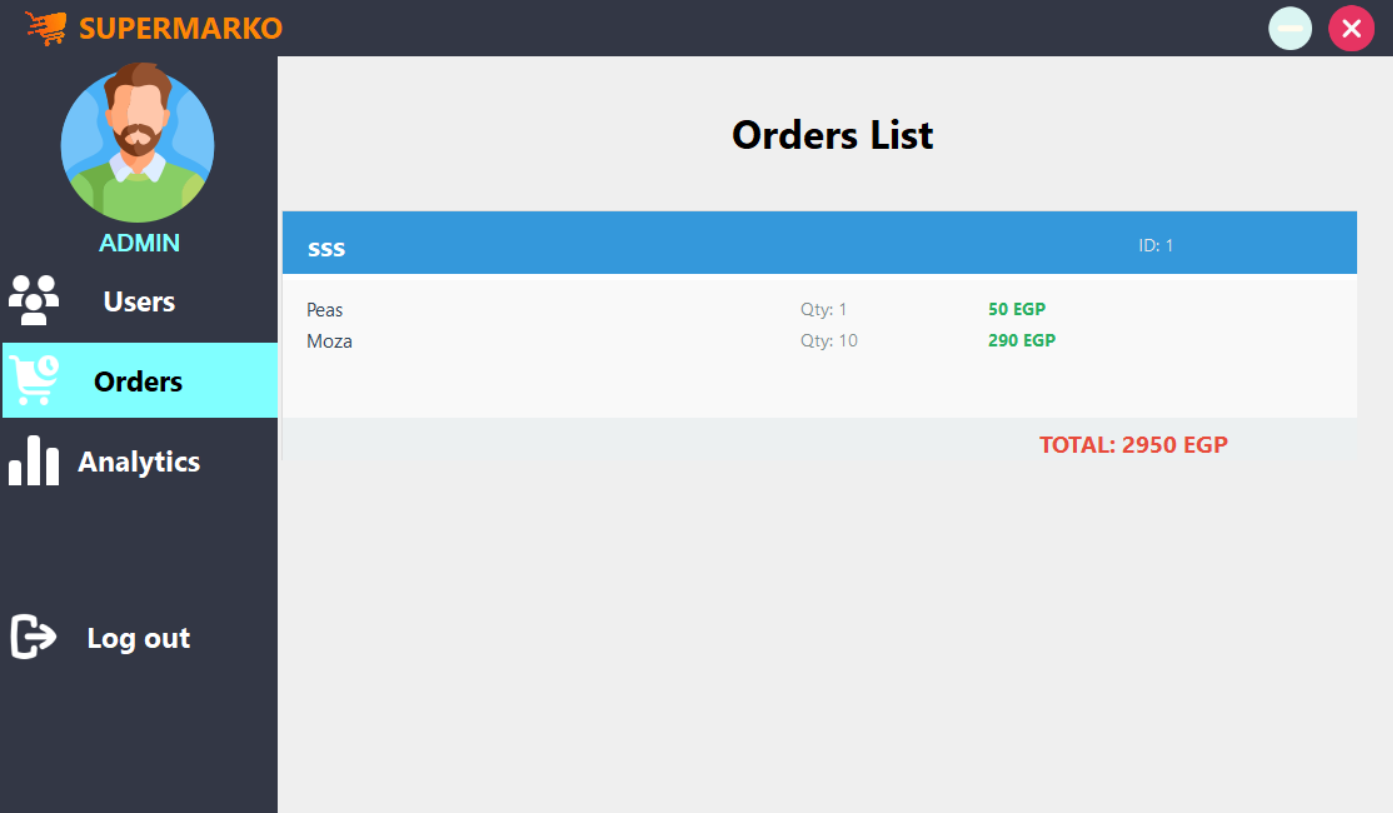 SUPERMARKO
ADMIN
Users
Orders
Analytics
Log out
Orders List
sss ID: 1
Peas Qty: 1 50 EGP
Moza Qty: 10 290 EGP
TOTAL: 2950 EGP